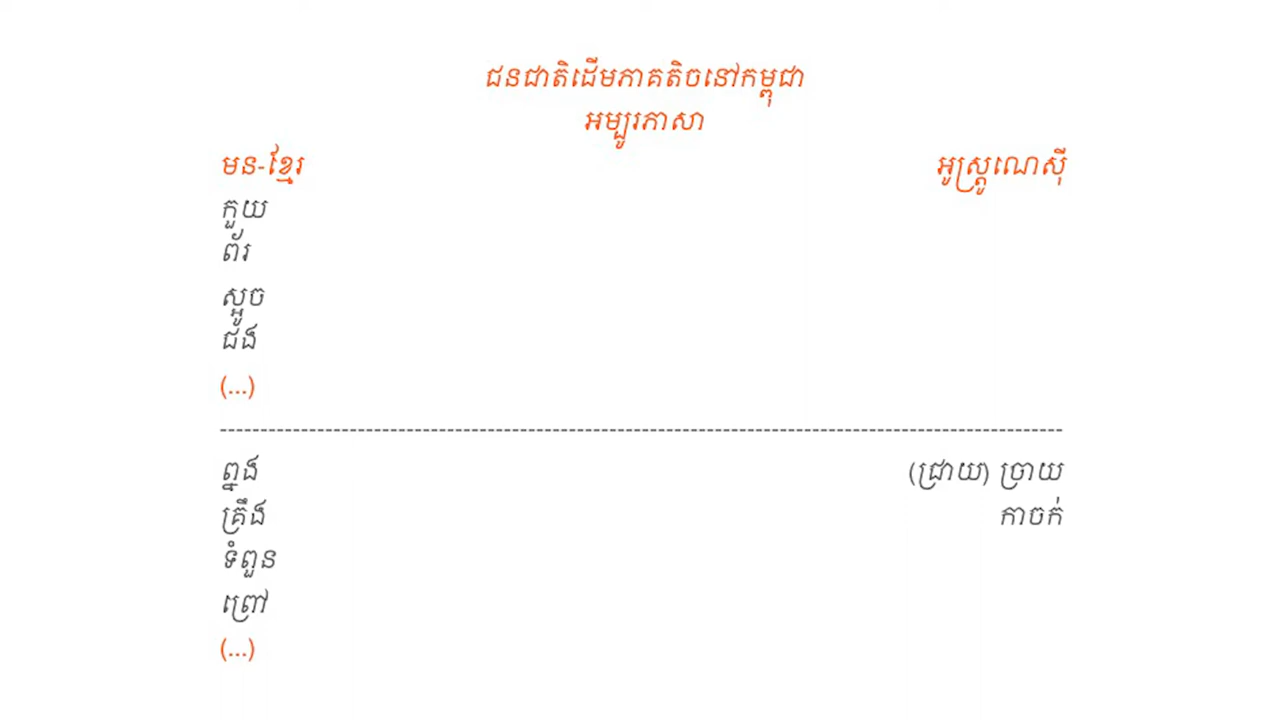 ជនជាតិដើមភាគតិចនៅកម្ពុជា
អម្បូរភាសា
មន-ខ្មែរ អូស្ត្រូណេស៊ី
កួយ
ព័រ
ស្អូច
ជង
(...)
--------------------------------------------------------------------------------------------------------
ព្នង (ជ្រាយ) ច្រាយ
គ្រឹង កាចក់
ទំពួន
ព្រៅ
(...)